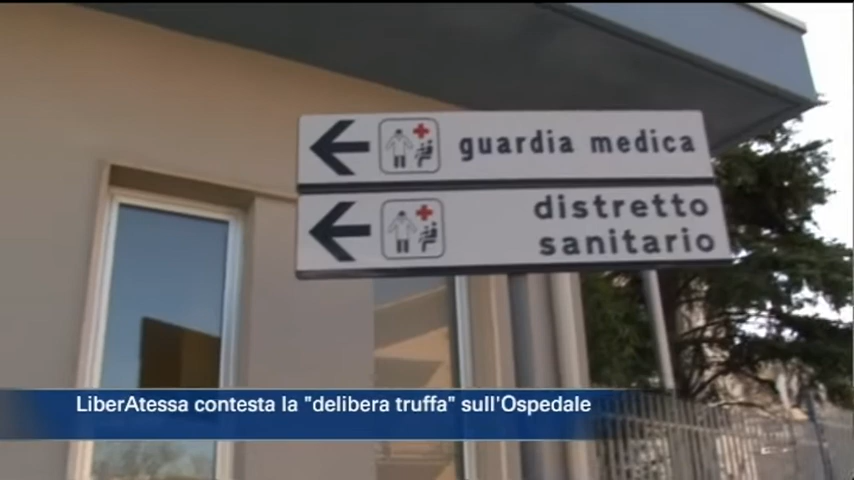 guardia medica
distretto
sanitario
LiberAtessa contesta la "delibera truffa" sull'Ospedale